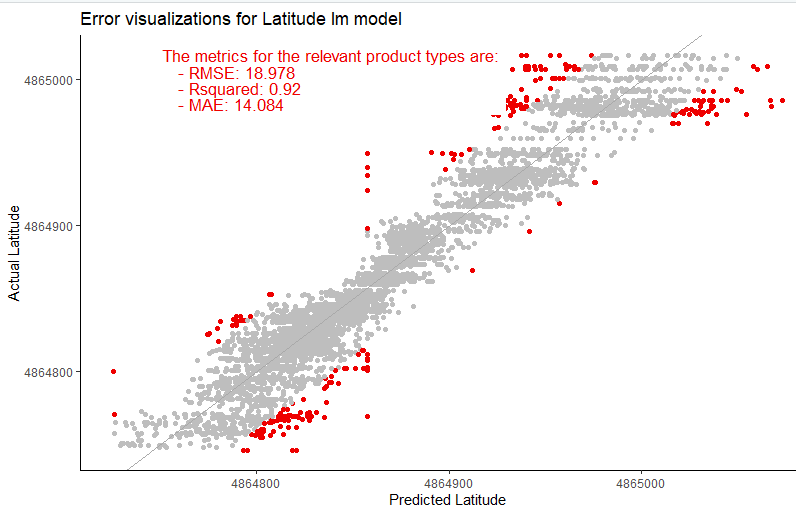 Error visualizations for Latitude lm model
The metrics for the relevant product types are:
- RMSE: 18.978
- Rsquared: 0.92
- MAE: 14.084
4865000
4864900
4864800
Actual Latitude
4864800
4864900
4865000
Predicted Latitude